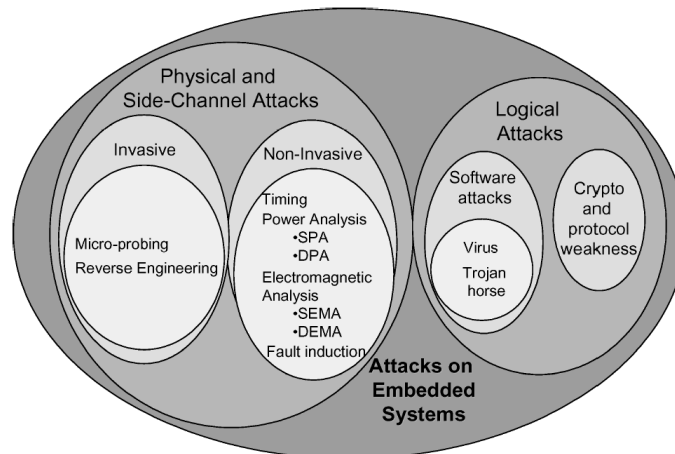 Physical and
Side-Channel Attacks
Invasive
Micro-probing
Reverse Engineering
Non-Invasive
Timing
Power Analysis
•SPA
•DPA
Electromagnetic
Analysis
•SEMA
•DEMA
Fault induction
Logical
Attacks
Software
attacks
Virus
Trojan
horse
Crypto
and
protocol
weakness
Attacks on
Embedded
Systems